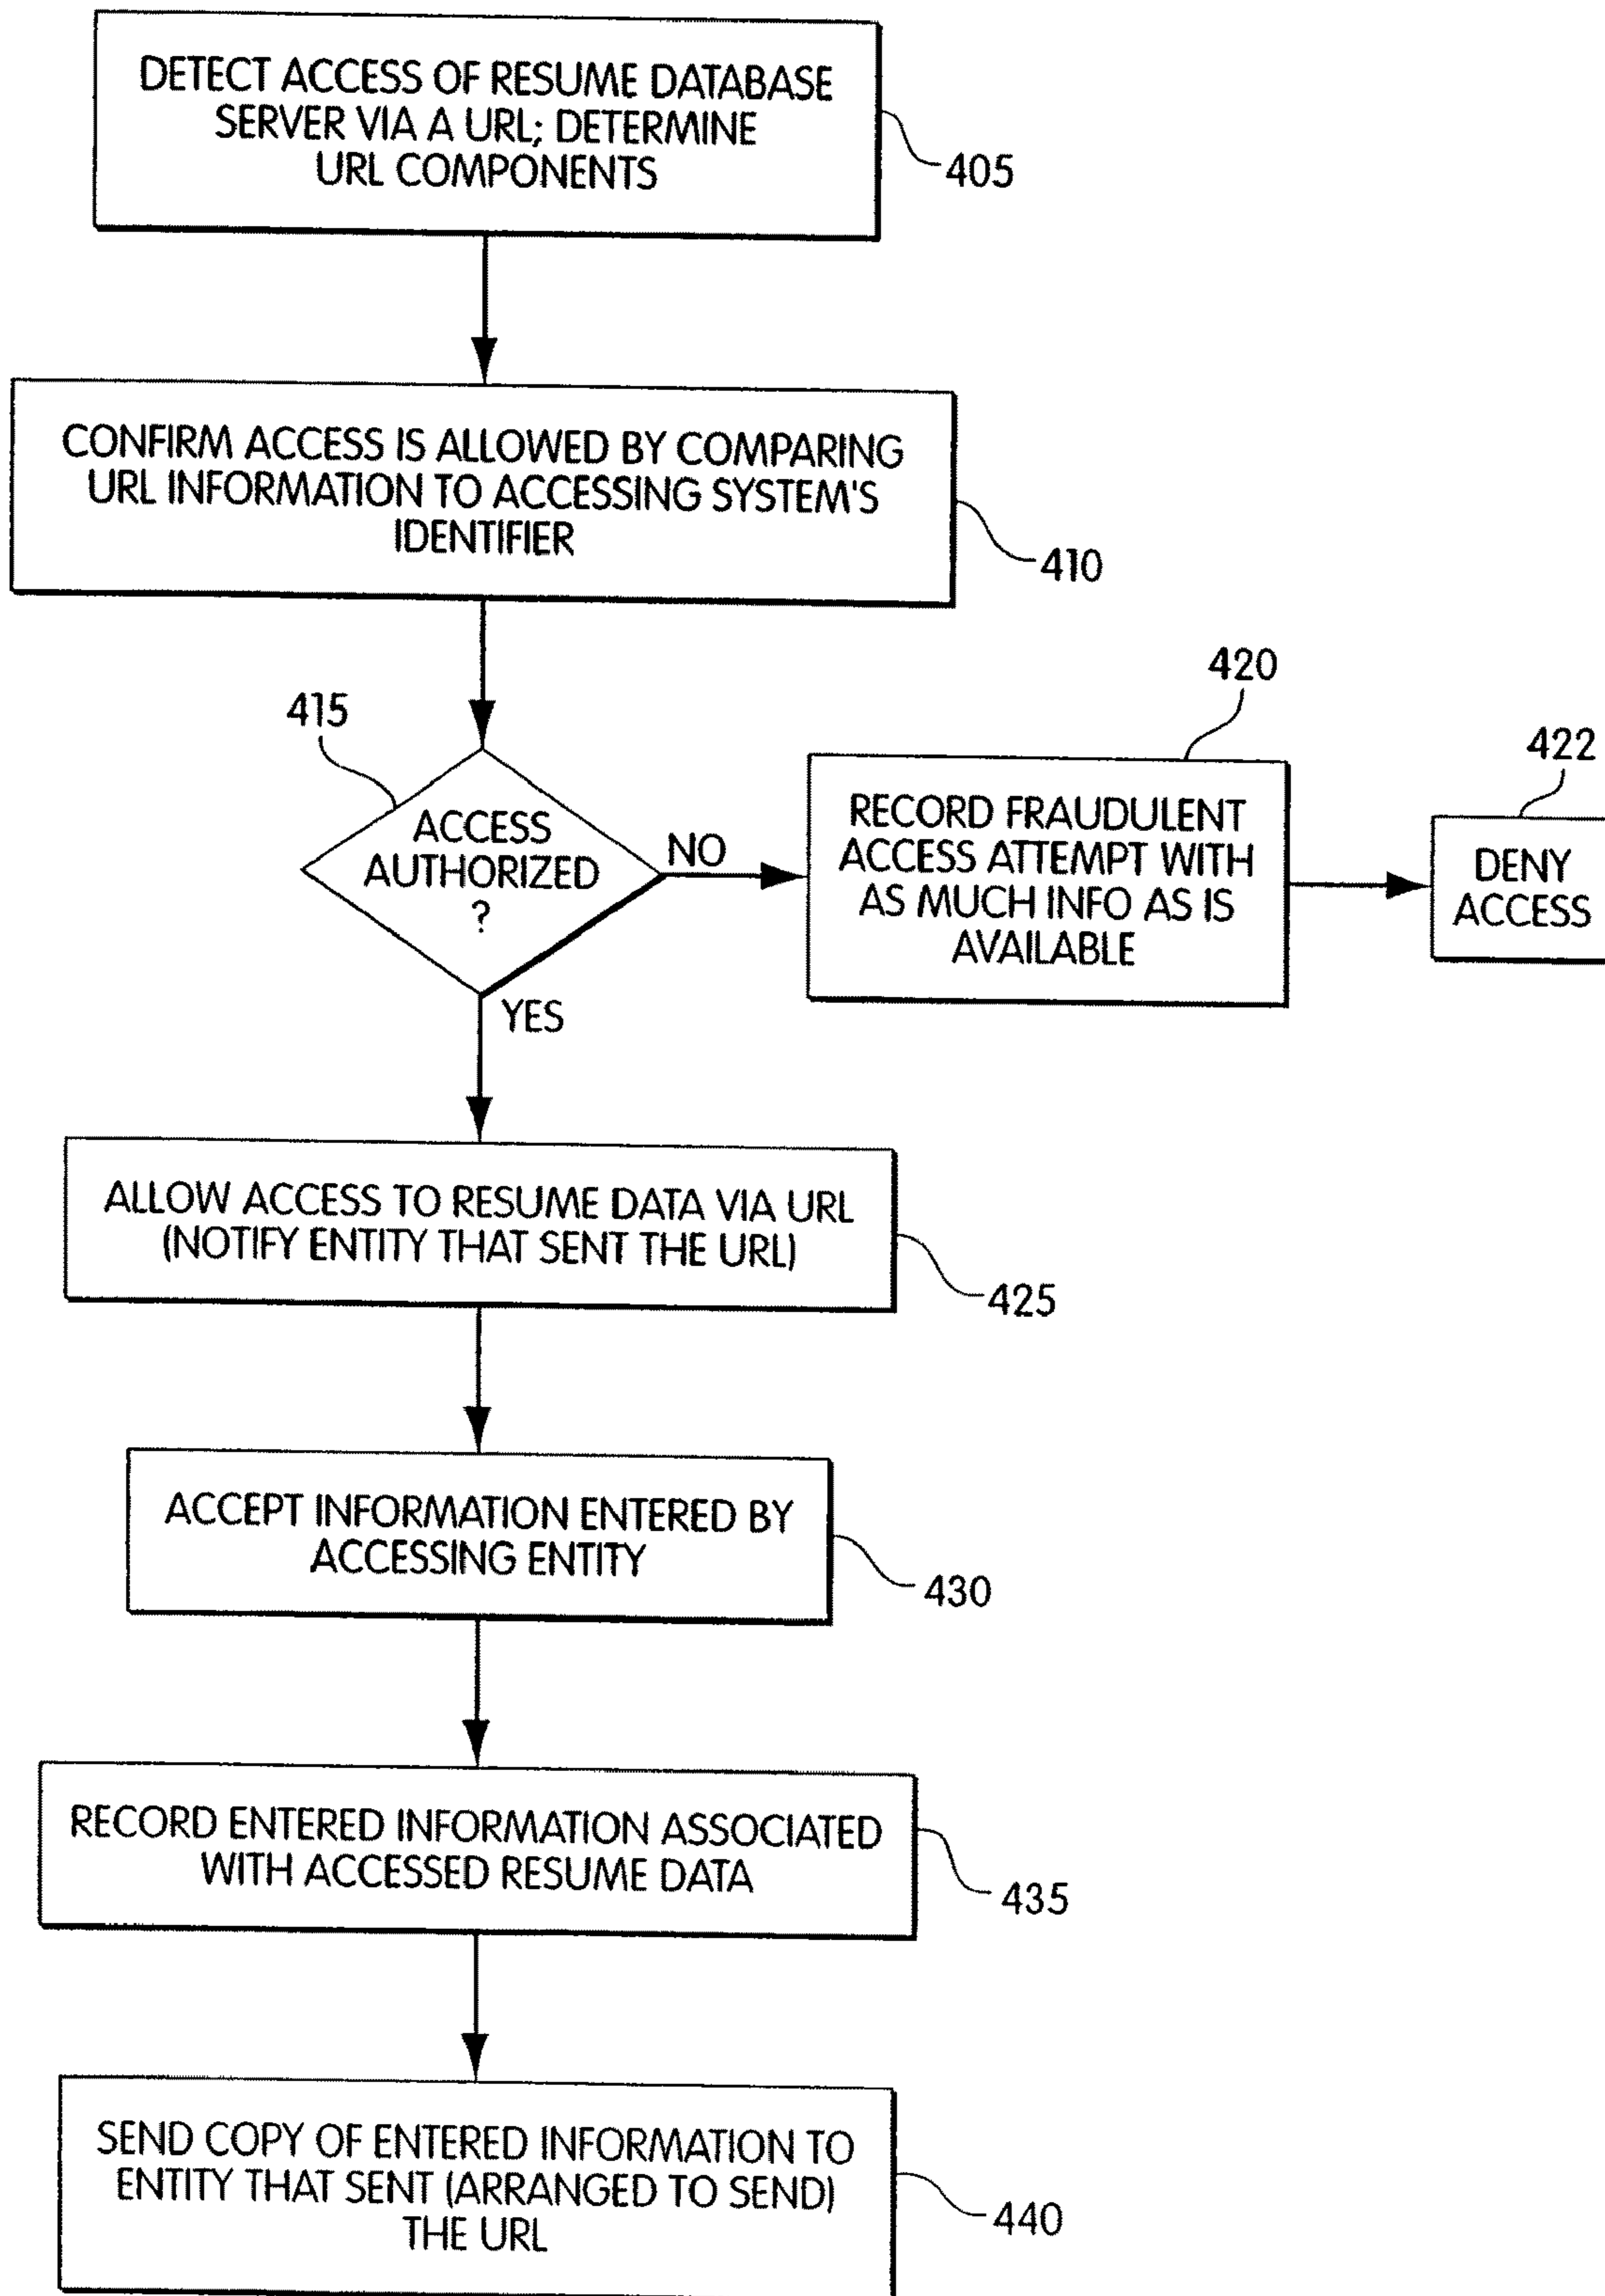 DETECT ACCESS OF RESUME DATABASE
SERVER VIA A URL; DETERMINE
URL COMPONENTS
405
CONFIRM ACCESS IS ALLOWED BY COMPARING
URL INFORMATION TO ACCESSING SYSTEM'S
IDENTIFIER
410
415
ACCESS
AUTHORIZED
?
NO
YES
420
RECORD FRAUDULENT
ACCESS ATTEMPT WITH
AS MUCH INFO AS IS
AVAILABLE
422
DENY
ACCESS
ALLOW ACCESS TO RESUME DATA VIA URL
(NOTIFY ENTITY THAT SENT THE URL)
425
ACCEPT INFORMATION ENTERED BY
ACCESSING ENTITY
430
RECORD ENTERED INFORMATION ASSOCIATED
WITH ACCESSED RESUME DATA
435
SEND COPY OF ENTERED INFORMATION TO
ENTITY THAT SENT (ARRANGED TO SEND)
THE URL
440